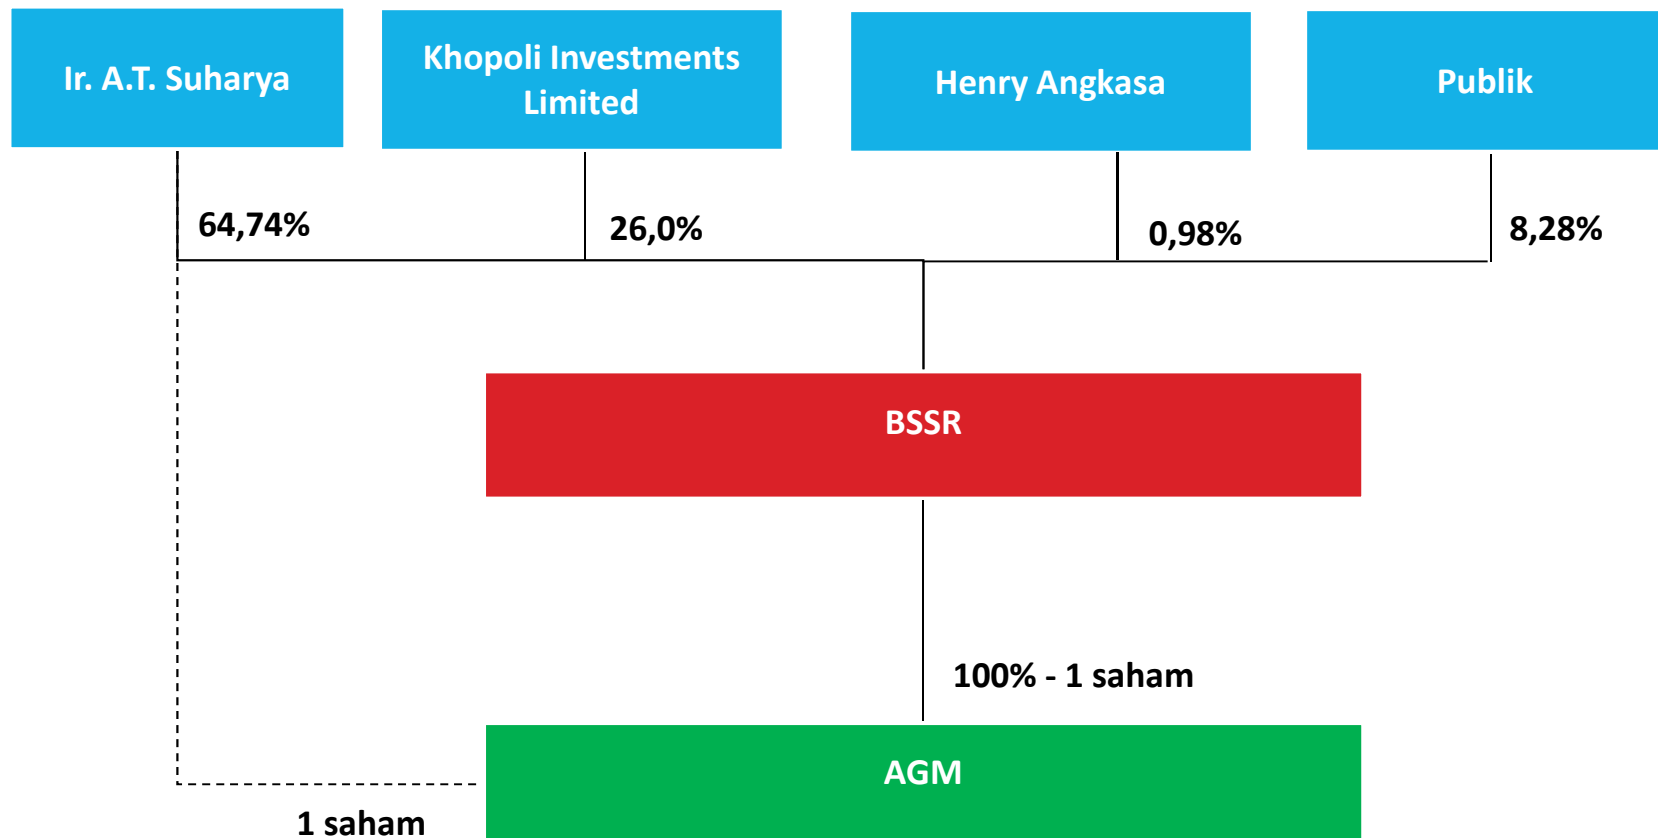 Ir. A.T. Suharya
Khopoli Investments
Limited
Henry Angkasa
Publik
64,74%
26,0%
0,98%
8,28%
BSSR
100% - 1 saham
AGM
1 saham